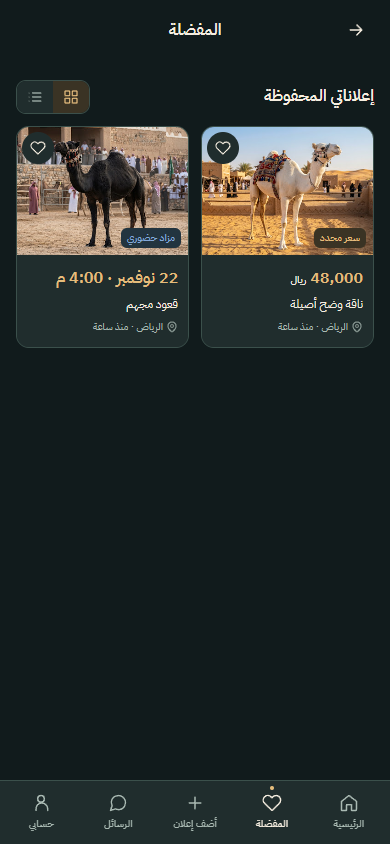 المفضلة
إعلاناتي المحفوظة
سعر محدد
48,000 ريال
ناقة وضح أصيلة
الرياض · منذ ساعة
مزاد حضوري
22 نوفمبر · 4:00 م
قعود مجهم
الرياض · منذ ساعة
الرئيسية
المفضلة
أضف إعلان
الرسائل
حسابي